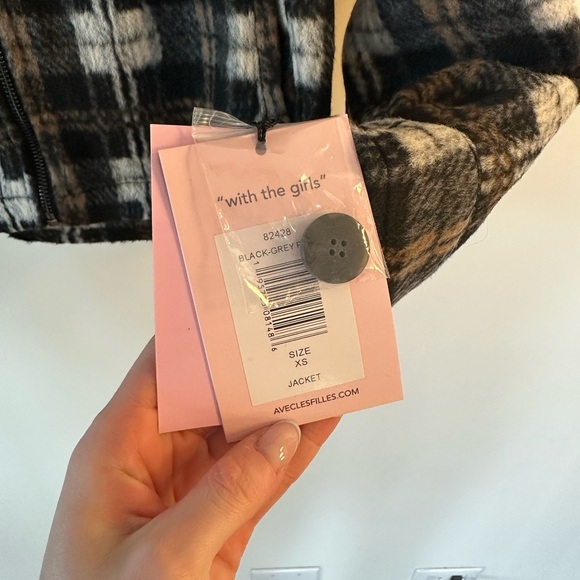 "with the girls"
82428
BLACK-GREY
SIZE
XS
JACKET
AVECLESFILLES.COM